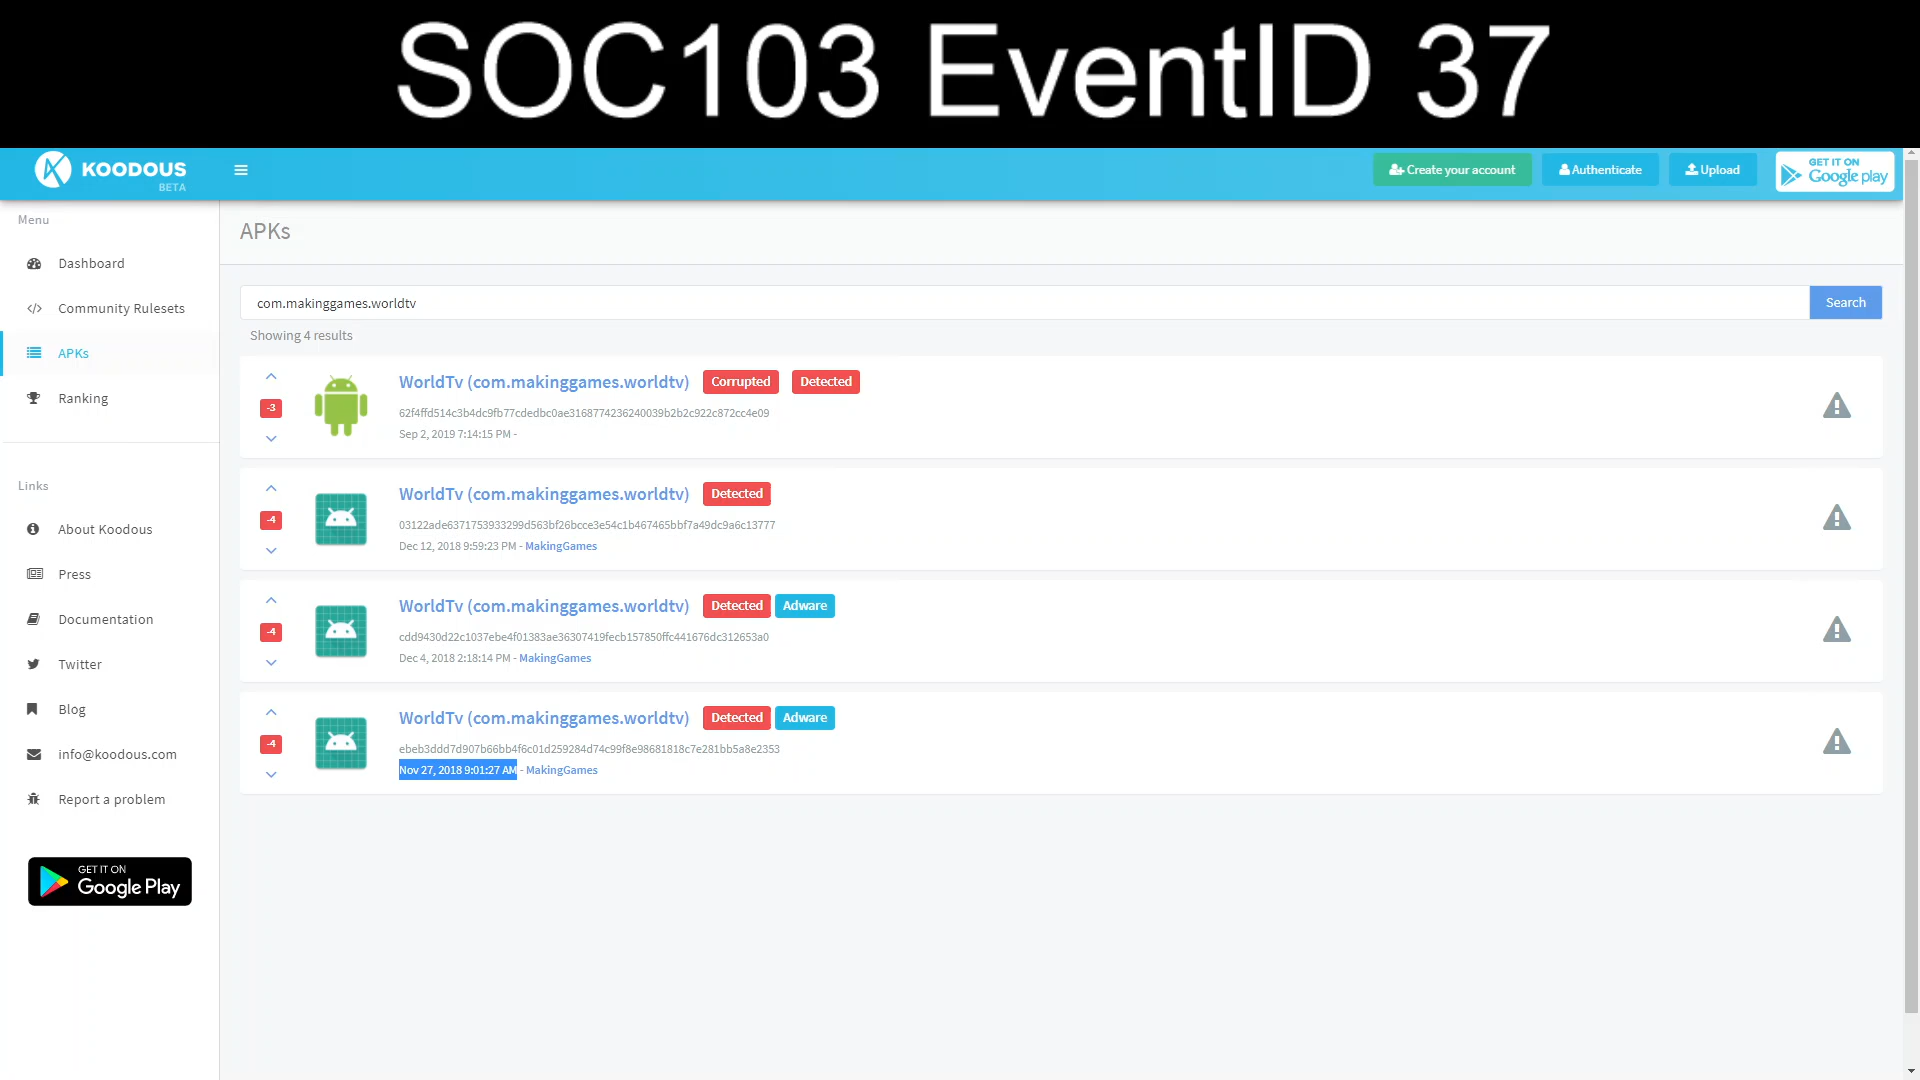 SOC103 EventID 37
KOODOUS
BETA
Create your account
Authenticate
Upload
GET IT ON
Google play
Menu
Dashboard
Community Rulesets
APKs
Ranking
Links
About Koodous
Press
Documentation
Twitter
Blog
info@koodous.com
Report a problem
GET IT ON
Google Play
APKs
com.makinggames.worldtv
Search
Showing 4 results
-3
WorldTv (com.makinggames.worldtv) Corrupted Detected
62f4ffd514c3b4dc9fb77cdedbc0ae3168774236240039b2b2c922c872cc4e09
Sep 2, 2019 7:14:15 PM -
-4
WorldTv (com.makinggames.worldtv) Detected
03122ade6371753933299d563bf26bcce3e54c1b467465bbf7a49dc9a6c13777
Dec 12, 2018 9:59:23 PM - MakingGames
-4
WorldTv (com.makinggames.worldtv) Detected Adware
cdd9430d22c1037ebe4f01383ae36307419fecb157850ffc441676dc312653a0
Dec 4, 2018 2:18:14 PM - MakingGames
-4
WorldTv (com.makinggames.worldtv) Detected Adware
ebeb3ddd7d907b66bb4f6c01d259284d74c99f8e98681818c7e281bb5a8e2353
Nov 27, 2018 9:01:27 AM - MakingGames